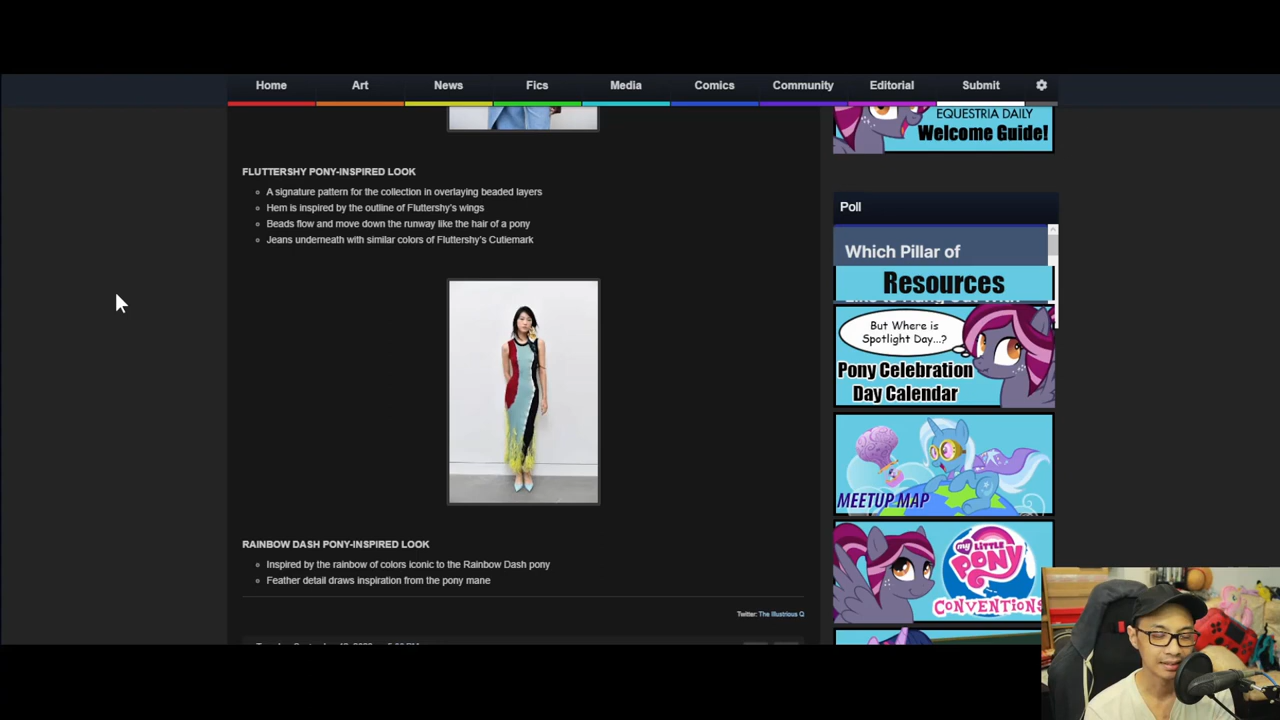 Home Art News Fics Media Comics Community Editorial Submit
EQUESTRIA DAILY
Welcome Guide!
FLUTTERSHY PONY-INSPIRED LOOK
A signature pattern for the collection in overlaying beaded layers
Hem is inspired by the outline of Fluttershy's wings
Beads flow and move down the runway like the hair of a pony
Jeans underneath with similar colors of Fluttershy's Cutiemark
RAINBOW DASH PONY-INSPIRED LOOK
Inspired by the rainbow of colors iconic to the Rainbow Dash pony
Feather detail draws inspiration from the pony mane
Twitter: The Illustrious Q
Poll
Which Pillar of
Resources
But Where is
Spotlight Day...?
Pony Celebration
Day Calendar
MEETUP MAP
my LITTLE
PONY
CONVENTIONS